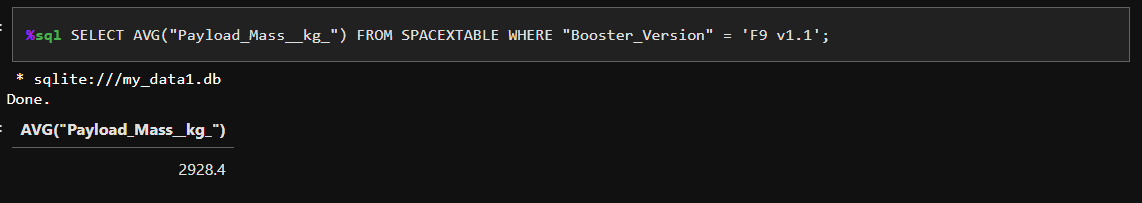 %sql SELECT AVG("Payload_Mass__kg_") FROM SPACEXTABLE WHERE "Booster_Version" = 'F9 v1.1';
* sqlite:///my_data1.db
Done.
AVG("Payload_Mass__kg_")
2928.4